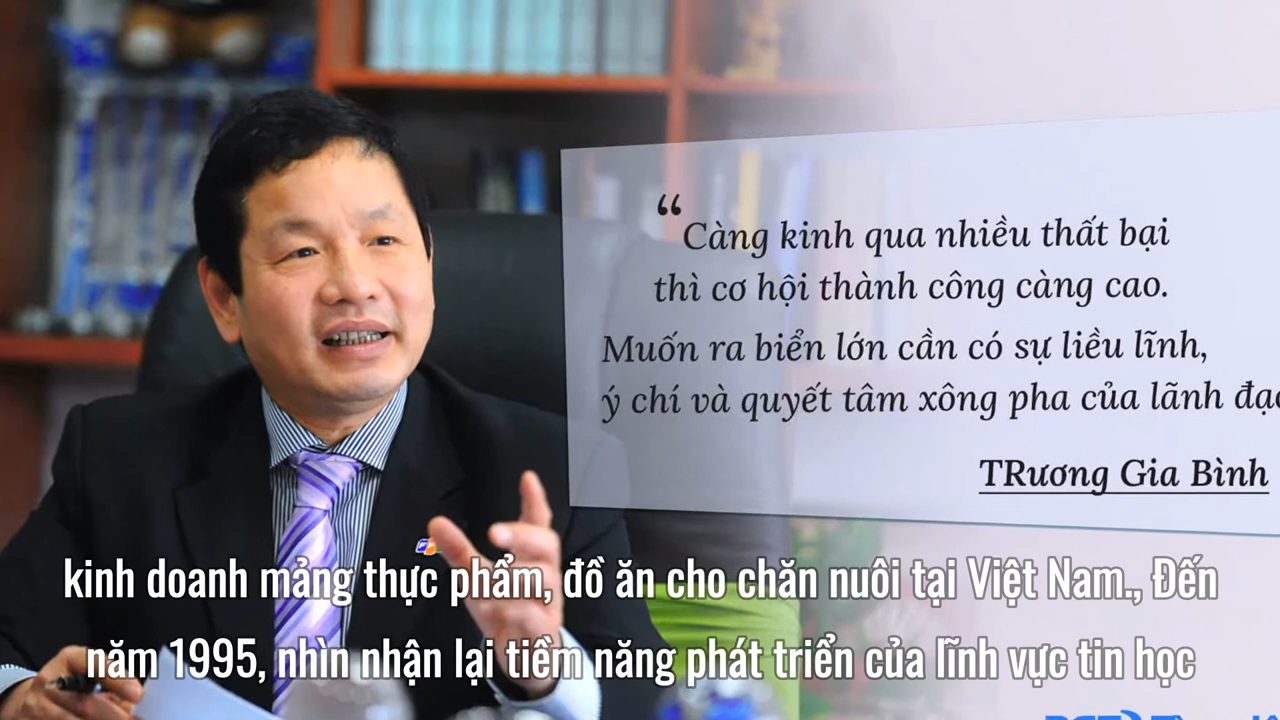 “Càng kinh qua nhiều thất bại
thì cơ hội thành công càng cao.
Muốn ra biển lớn cần có sự liều lĩnh,
ý chí và quyết tâm xông pha của lãnh đạo
TRương Gia Bình
kinh doanh mảng thực phẩm, đồ ăn cho chăn nuôi tại Việt Nam., Đến
năm 1995, nhìn nhận lại tiềm năng phát triển của lĩnh vực tin học